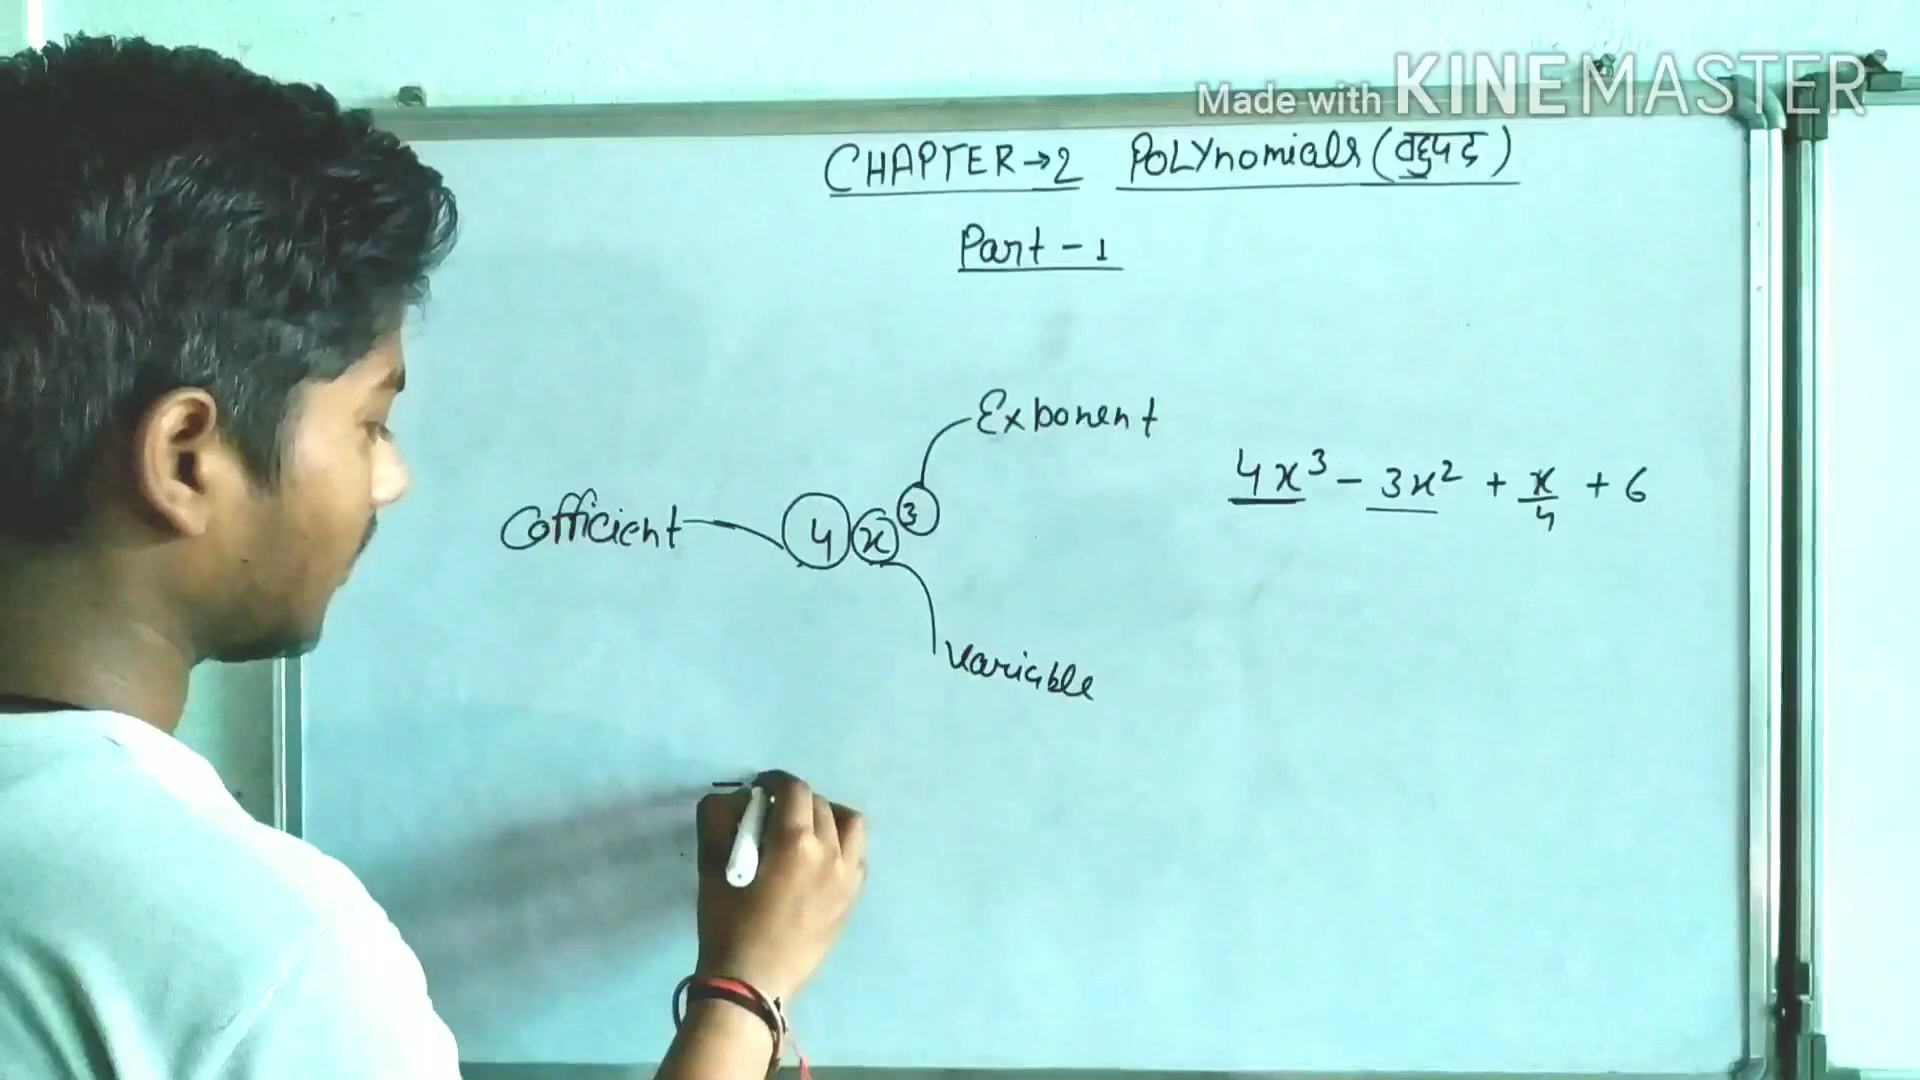 Made with KINEMASTER
CHAPTER→2 POLYnomials (बहुपद)
Part - 1
Exponent
4x³ - 3x² + x/4 + 6
Cofficient
4 x 3
variable